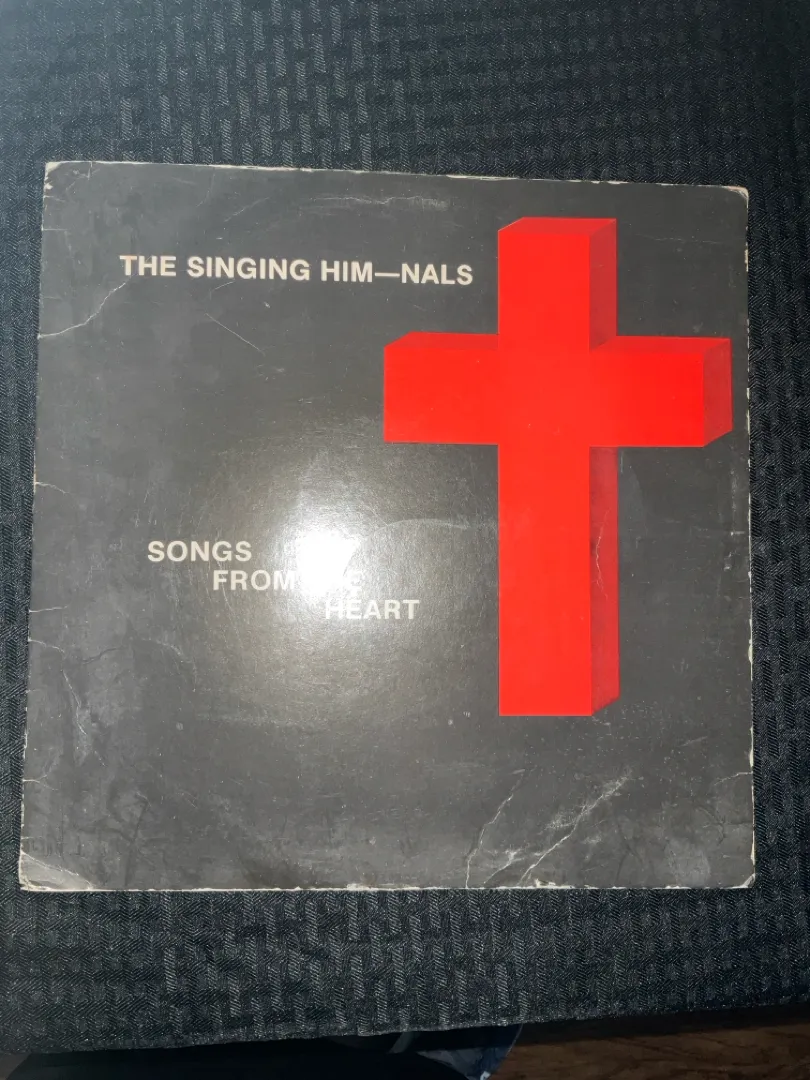 THE SINGING HIM—NALS
SONGS
FROM
HEART